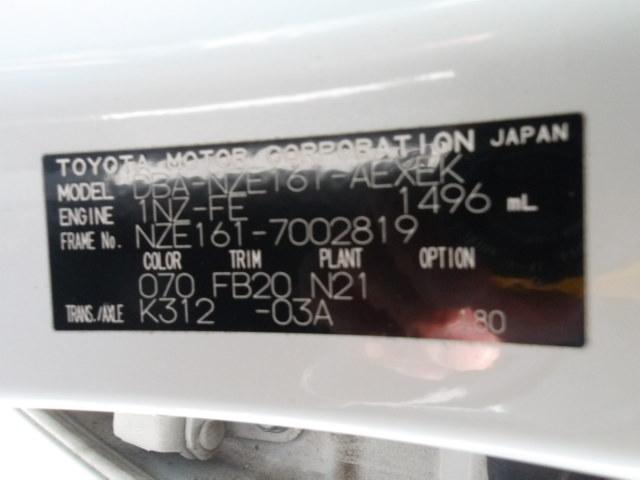 TOYOTA MOTOR CORPORATION JAPAN
MODEL DBA-NZE161-AEXEK
ENGINE 1NZ-FE 1496 mL
FRAME No. NZE161-7002819
COLOR TRIM PLANT OPTION
070 FB20 N21
TRANS./AXLE K312 -03A 180